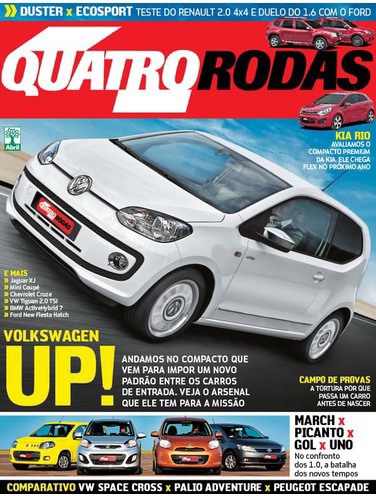 DUSTER x ECOSPORT TESTE DO RENAULT 2.0 4x4 E DUELO DO 1.6 COM O FORD
QUATRO RODAS
KIA RIO
AVALIAMOS O
COMPACTO PREMIUM
DA KIA. ELE CHEGA
FLEX NO PRÓXIMO ANO
Abril
RODAS
E MAIS
» Jaguar XJ
» Mini Coupé
» Chevrolet Cruze
» VW Tiguan 2.0 TSI
» BMW ActiveHybrid 7
» Ford New Fiesta Hatch
VOLKSWAGEN
UP!
ANDAMOS NO COMPACTO QUE
VEM PARA IMPOR UM NOVO
PADRÃO ENTRE OS CARROS
DE ENTRADA. VEJA O ARSENAL
QUE ELE TEM PARA A MISSÃO
CAMPO DE PROVAS
A TORTURA POR QUE
PASSA UM CARRO
ANTES DE NASCER
MARCH x
PICANTO x
GOL x UNO
No confronto
dos 1.0, a batalha
dos novos tempos
COMPARATIVO VW SPACE CROSS x PALIO ADVENTURE x PEUGEOT ESCAPADE